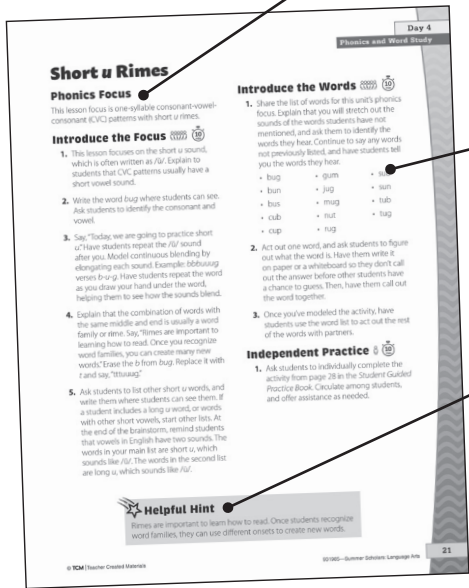 Day 4
Phonics and Word Study
Short u Rimes
Phonics Focus
This lesson focus is one-syllable consonant-vowel-
consonant (CVC) patterns with short u rimes.
Introduce the Focus
10
1. This lesson focuses on the short u sound,
which is often written as /ŭ/. Explain to
students that CVC patterns usually have a
short vowel sound.
2. Write the word bug where students can see.
Ask students to identify the consonant and
vowel.
3. Say, "Today, we are going to practice short
u." Have students repeat the /ŭ/ sound
after you. Model continuous blending by
elongating each sound. Example: bbbuuug
verses b-u-g. Have students repeat the word
as you draw your hand under the word,
helping them to see how the sounds blend.
4. Explain that the combination of words with
the same middle and end is usually a word
family or rime. Say, "Rimes are important to
learning how to read. Once you recognize
word families, you can create many new
words." Erase the b from bug. Replace it with
t and say, "tttuuug."
5. Ask students to list other short u words, and
write them where students can see them. If
a student includes a long u word, or words
with other short vowels, start other lists. At
the end of the brainstorm, remind students
that vowels in English have two sounds. The
words in your main list are short u, which
sounds like /ŭ/. The words in the second list
are long u, which sounds like /ū/.
Introduce the Words
10
1. Share the list of words for this unit's phonics
focus. Explain that you will stretch out the
sounds of the words students have not
mentioned, and ask them to identify the
words they hear. Continue to say any words
not previously listed, and have students tell
you the words they hear.
• bug
• bun
• bus
• cub
• cup
• gum
• jug
• mug
• nut
• rug
• sun
• tub
• tug
2. Act out one word, and ask students to figure
out what the word is. Have them write it
on paper or a whiteboard so they don't call
out the answer before other students have
a chance to guess. Then, have them call out
the word together.
3. Once you've modeled the activity, have
students use the word list to act out the rest
of the words with partners.
Independent Practice
10
1. Ask students to individually complete the
activity from page 28 in the Student Guided
Practice Book. Circulate among students,
and offer assistance as needed.
Helpful Hint
Rimes are important to learn how to read. Once students recognize
word families, they can use different onsets to create new words.
© TCM | Teacher Created Materials
—Summer Scholars: Language Arts
21